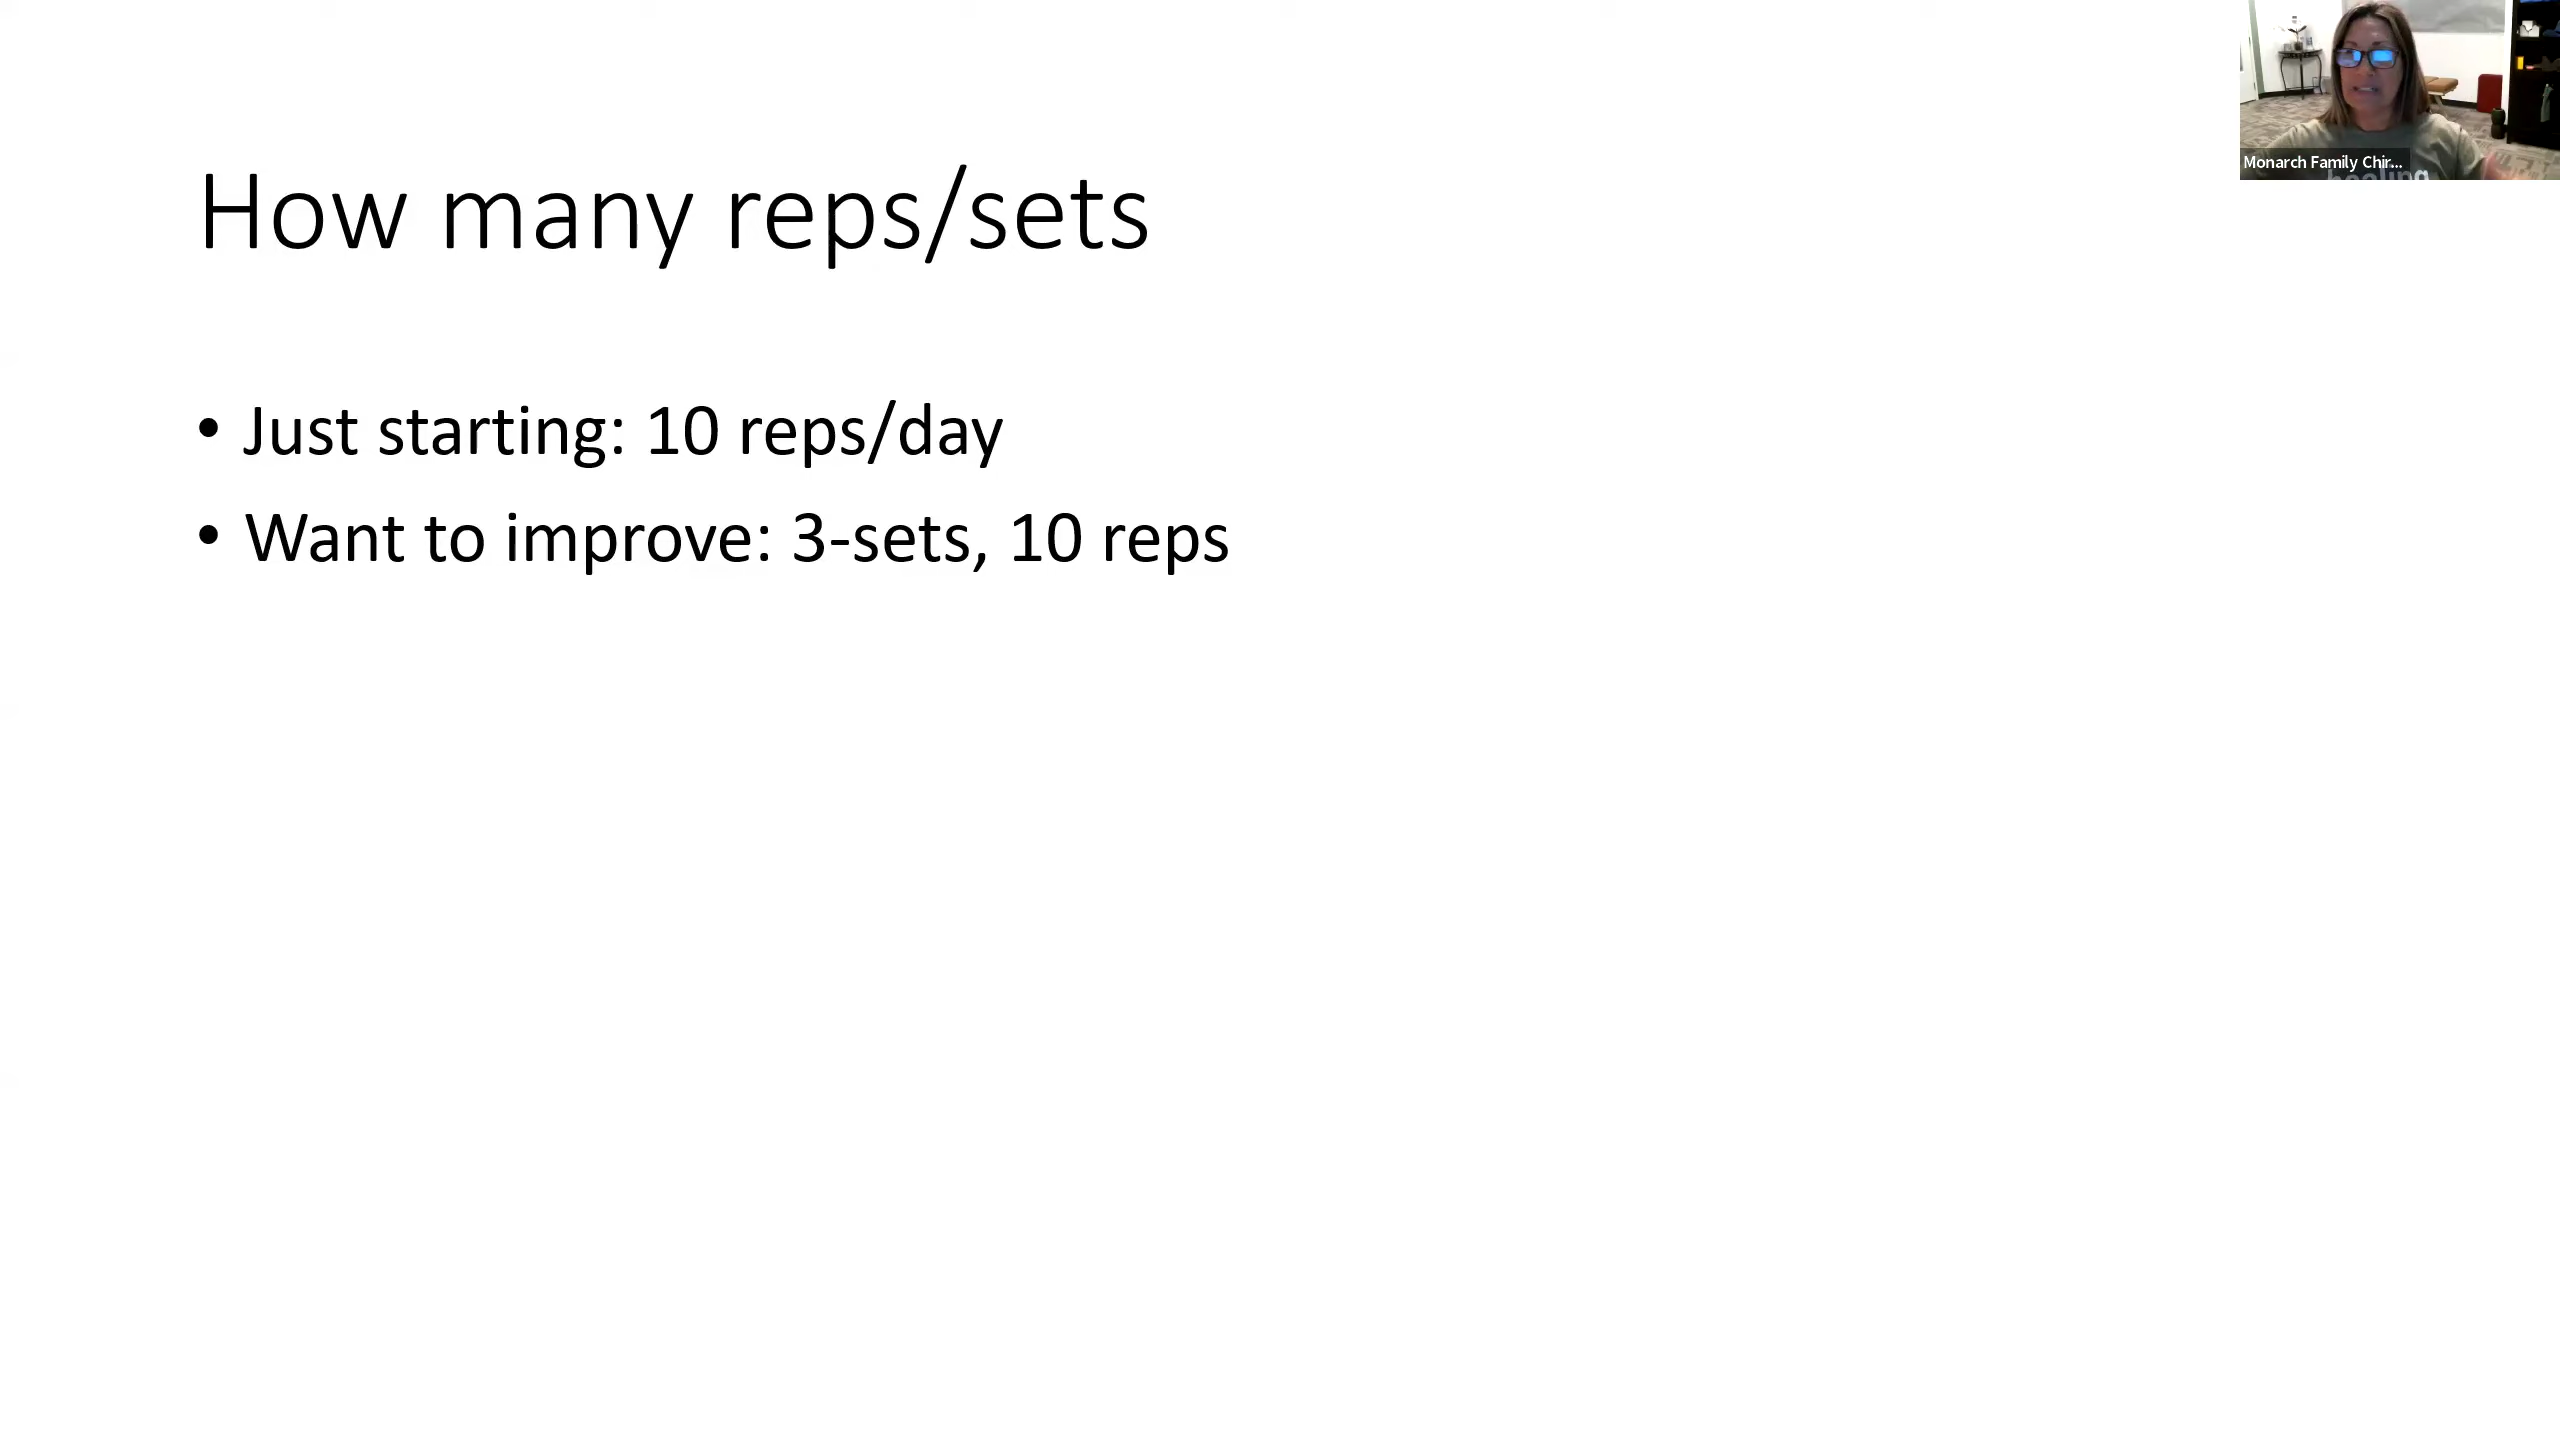 How many reps/sets
• Just starting: 10 reps/day
• Want to improve: 3-sets, 10 reps
Monarch Family Chir...
healing